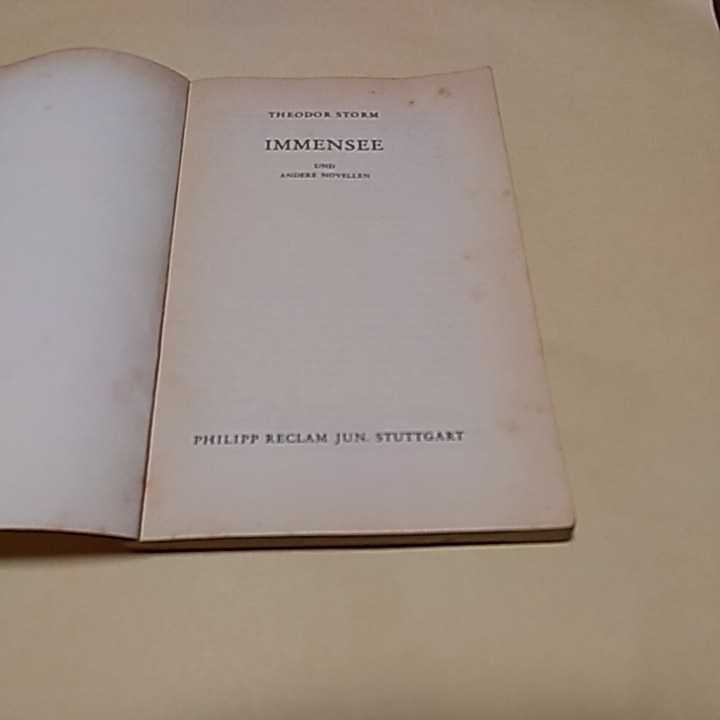 THEODOR STORM
IMMENSEE
UND
ANDERE NOVELLEN
PHILIPP RECLAM JUN. STUTTGART